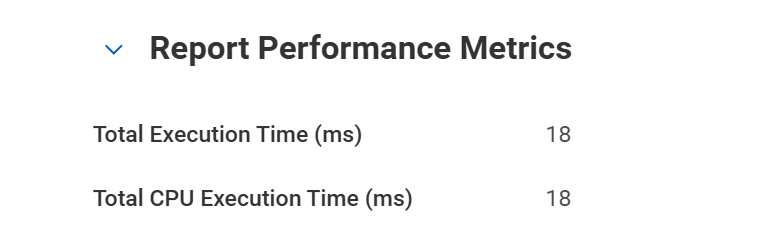 Report Performance Metrics
Total Execution Time (ms) 18
Total CPU Execution Time (ms) 18